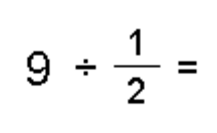 9 ÷ 1/2 =